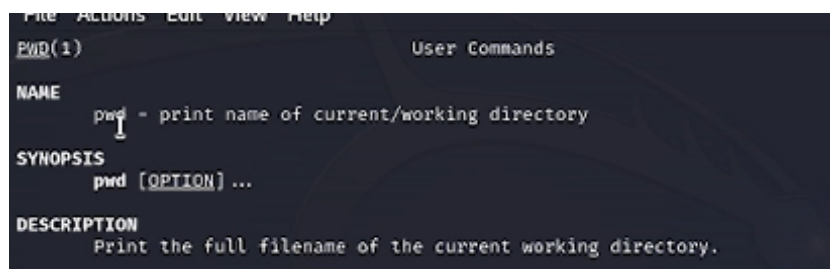 File Actions Edit View Help
PWD(1) User Commands
NAME
pwd - print name of current/working directory
SYNOPSIS
pwd [OPTION]...
DESCRIPTION
Print the full filename of the current working directory.